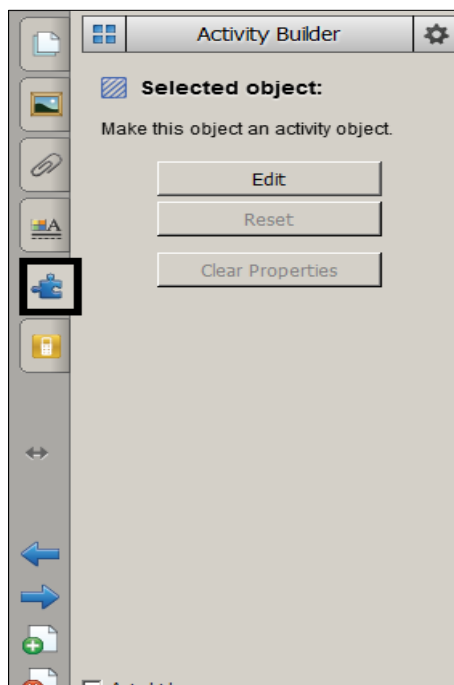 Activity Builder
Selected object:
Make this object an activity object.
Edit
Reset
Clear Properties
A